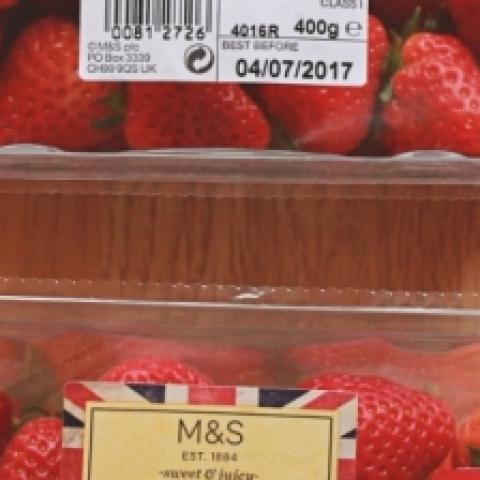 CLASS I
0081 2726
4016R 400g e
©M&S plc
PO Box 3339
CH99 9QS UK
BEST BEFORE
04/07/2017
M&S
EST. 1884
-sweet & juicy-